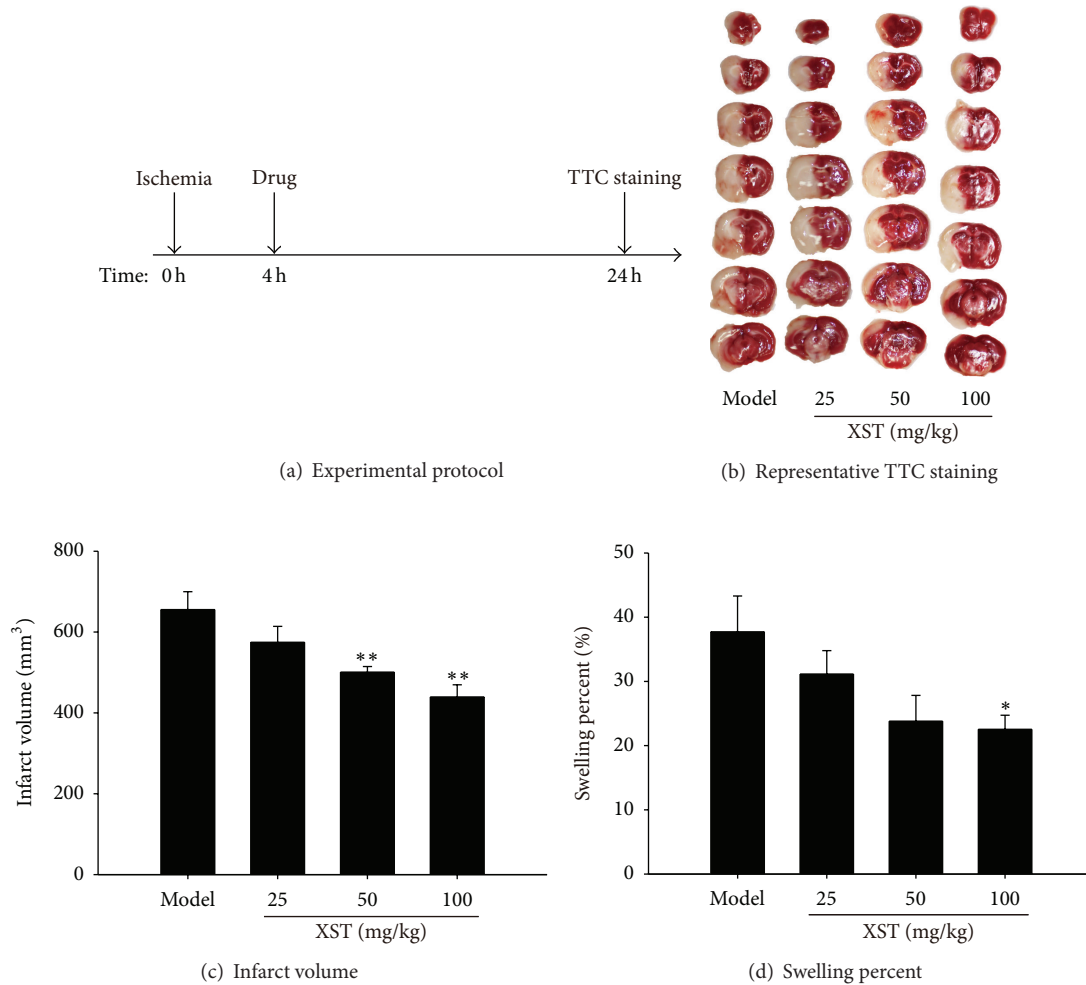 Ischemia Drug TTC staining
Time: 0 h 4 h 24 h
Model 25 50 100
XST (mg/kg)
(a) Experimental protocol
(b) Representative TTC staining
800
600
400
200
0
Infarct volume (mm³)
** **
Model 25 50 100
XST (mg/kg)
(c) Infarct volume
50
40
30
20
10
0
Swelling percent (%)
*
Model 25 50 100
XST (mg/kg)
(d) Swelling percent